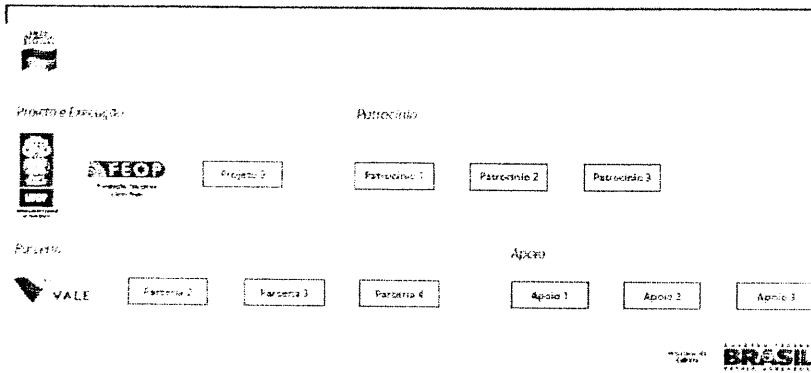 Projeto e Execução
Patrocínio
FEOP
Projeto 3
Patrocínio 1
Patrocínio 2
Patrocínio 3
Parceria
Apoio
VALE
Parceria 2
Parceria 3
Parceria 4
Apoio 1
Apoio 2
Apoio 3
BRASIL